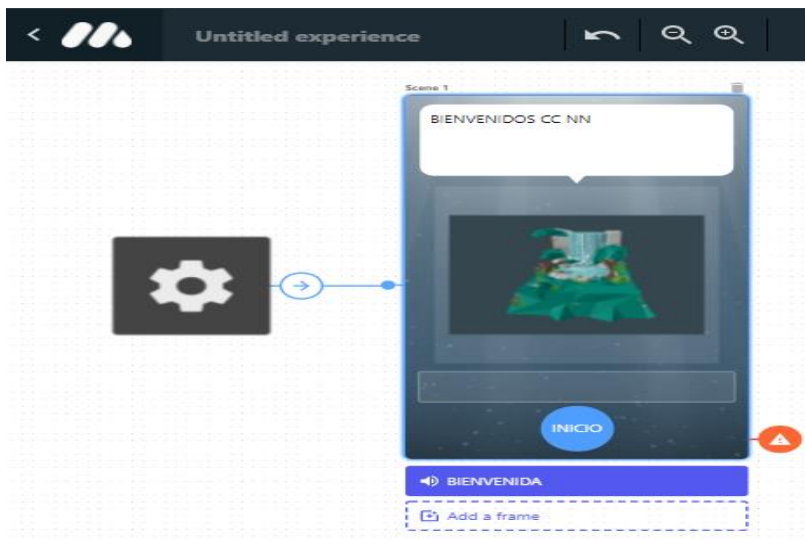 Untitled experience
Scene 1
BIENVENIDOS CC NN
INICIO
BIENVENIDA
Add a frame